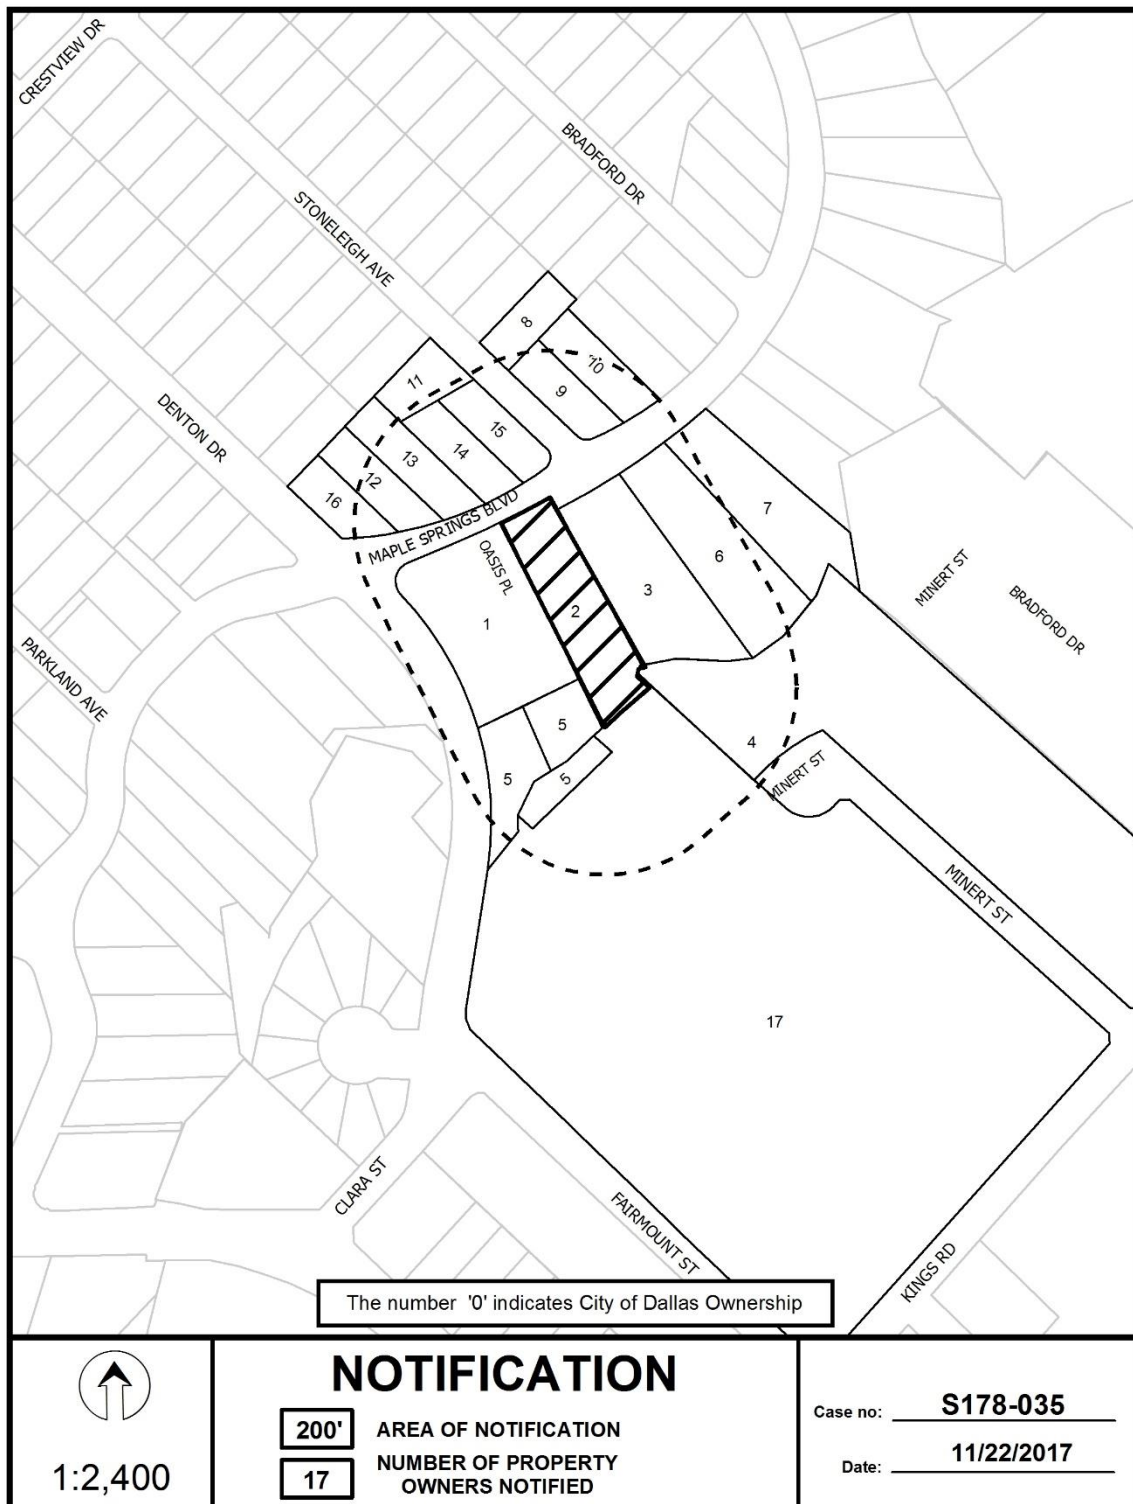 CRESTVIEW DR
BRADFORD DR
STONELEIGH AVE
8
10
9
11
15
14
13
12
16
DENTON DR
MAPLE SPRINGS BLVD
OASIS PL
7
6
3
2
1
MINERT ST
BRADFORD DR
PARKLAND AVE
5
5
5
4
MINERT ST
MINERT ST
17
CLARA ST
FAIRMOUNT ST
KINGS RD
The number '0' indicates City of Dallas Ownership
1:2,400
NOTIFICATION
200' AREA OF NOTIFICATION
17 NUMBER OF PROPERTY
OWNERS NOTIFIED
Case no: S178-035
Date: 11/22/2017